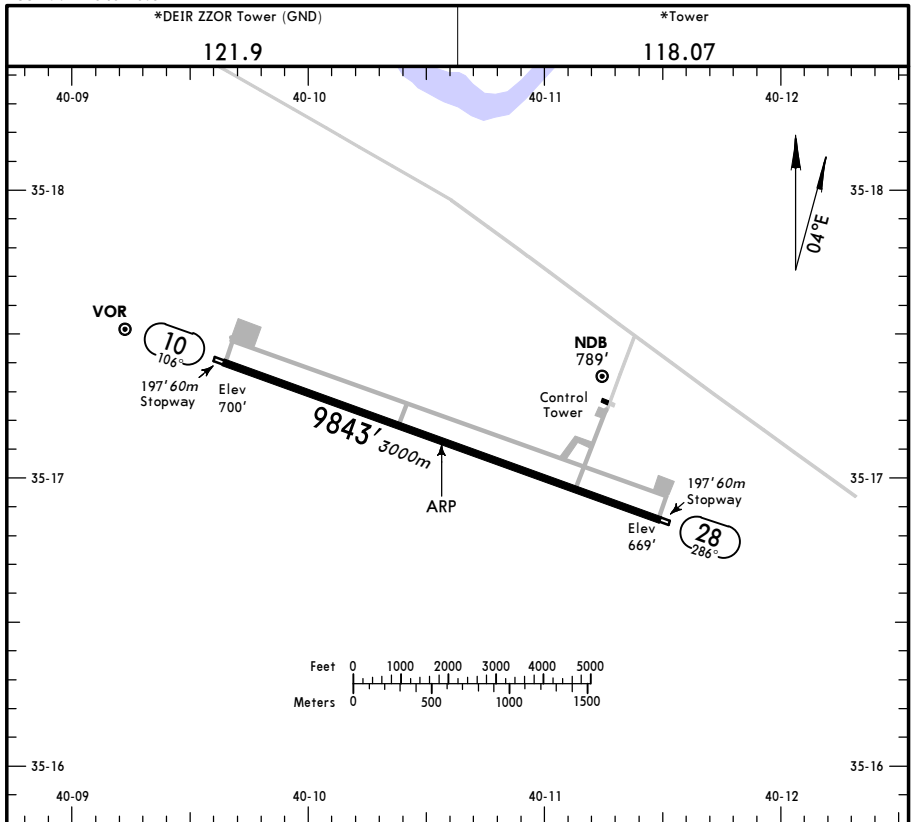 *DEIR ZZOR Tower (GND)
121.9
*Tower
118.07
40-09
40-10
40-11
40-12
35-18
35-18
04°E
VOR
10
106°
197' 60m
Stopway
Elev
700'
NDB
789'
Control
Tower
9843' 3000m
35-17
35-17
ARP
197' 60m
Stopway
Elev
669'
28
286°
Feet 0 1000 2000 3000 4000 5000
Meters 0 500 1000 1500
35-16
35-16
40-09
40-10
40-11
40-12